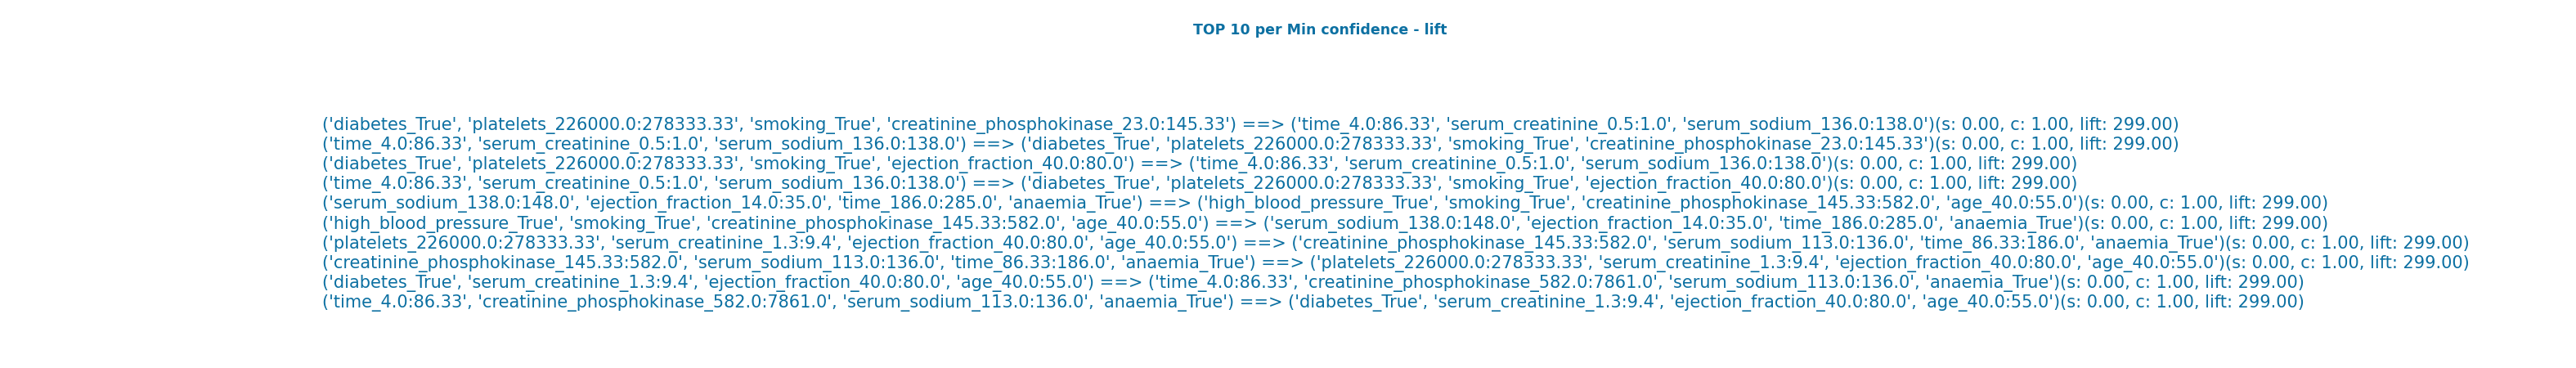 TOP 10 per Min confidence - lift
('diabetes_True', 'platelets_226000.0:278333.33', 'smoking_True', 'creatinine_phosphokinase_23.0:145.33') ==> ('time_4.0:86.33', 'serum_creatinine_0.5:1.0', 'serum_sodium_136.0:138.0')(s: 0.00, c: 1.00, lift: 299.00)
('time_4.0:86.33', 'serum_creatinine_0.5:1.0', 'serum_sodium_136.0:138.0') ==> ('diabetes_True', 'platelets_226000.0:278333.33', 'smoking_True', 'creatinine_phosphokinase_23.0:145.33')(s: 0.00, c: 1.00, lift: 299.00)
('diabetes_True', 'platelets_226000.0:278333.33', 'smoking_True', 'ejection_fraction_40.0:80.0') ==> ('time_4.0:86.33', 'serum_creatinine_0.5:1.0', 'serum_sodium_136.0:138.0')(s: 0.00, c: 1.00, lift: 299.00)
('time_4.0:86.33', 'serum_creatinine_0.5:1.0', 'serum_sodium_136.0:138.0') ==> ('diabetes_True', 'platelets_226000.0:278333.33', 'smoking_True', 'ejection_fraction_40.0:80.0')(s: 0.00, c: 1.00, lift: 299.00)
('serum_sodium_138.0:148.0', 'ejection_fraction_14.0:35.0', 'time_186.0:285.0', 'anaemia_True') ==> ('high_blood_pressure_True', 'smoking_True', 'creatinine_phosphokinase_145.33:582.0', 'age_40.0:55.0')(s: 0.00, c: 1.00, lift: 299.00)
('high_blood_pressure_True', 'smoking_True', 'creatinine_phosphokinase_145.33:582.0', 'age_40.0:55.0') ==> ('serum_sodium_138.0:148.0', 'ejection_fraction_14.0:35.0', 'time_186.0:285.0', 'anaemia_True')(s: 0.00, c: 1.00, lift: 299.00)
('platelets_226000.0:278333.33', 'serum_creatinine_1.3:9.4', 'ejection_fraction_40.0:80.0', 'age_40.0:55.0') ==> ('creatinine_phosphokinase_145.33:582.0', 'serum_sodium_113.0:136.0', 'time_86.33:186.0', 'anaemia_True')(s: 0.00, c: 1.00, lift: 299.00)
('creatinine_phosphokinase_145.33:582.0', 'serum_sodium_113.0:136.0', 'time_86.33:186.0', 'anaemia_True') ==> ('platelets_226000.0:278333.33', 'serum_creatinine_1.3:9.4', 'ejection_fraction_40.0:80.0', 'age_40.0:55.0')(s: 0.00, c: 1.00, lift: 299.00)
('diabetes_True', 'serum_creatinine_1.3:9.4', 'ejection_fraction_40.0:80.0', 'age_40.0:55.0') ==> ('time_4.0:86.33', 'creatinine_phosphokinase_582.0:7861.0', 'serum_sodium_113.0:136.0', 'anaemia_True')(s: 0.00, c: 1.00, lift: 299.00)
('time_4.0:86.33', 'creatinine_phosphokinase_582.0:7861.0', 'serum_sodium_113.0:136.0', 'anaemia_True') ==> ('diabetes_True', 'serum_creatinine_1.3:9.4', 'ejection_fraction_40.0:80.0', 'age_40.0:55.0')(s: 0.00, c: 1.00, lift: 299.00)